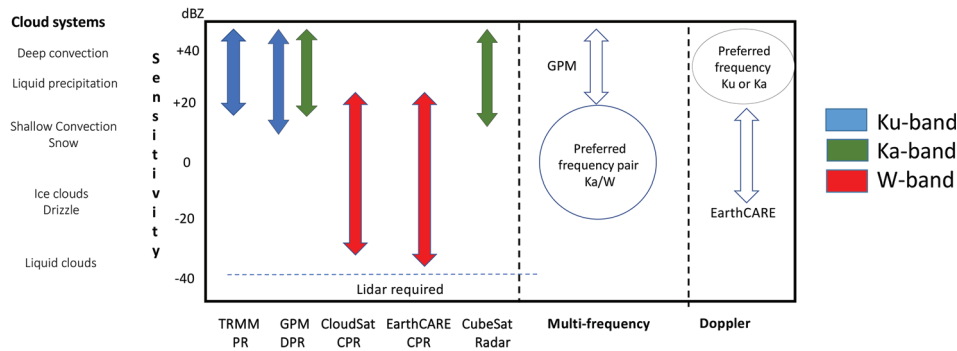 Cloud systems
Deep convection
Liquid precipitation
Shallow Convection
Snow
Ice clouds
Drizzle
Liquid clouds
Sensitivity
dBZ
+40
+20
0
-20
-40
Lidar required
TRMM
PR
GPM
DPR
CloudSat
CPR
EarthCARE
CPR
CubeSat
Radar
GPM
Preferred
frequency pair
Ka/W
Multi-frequency
Preferred
frequency
Ku or Ka
EarthCARE
Doppler
Ku-band
Ka-band
W-band